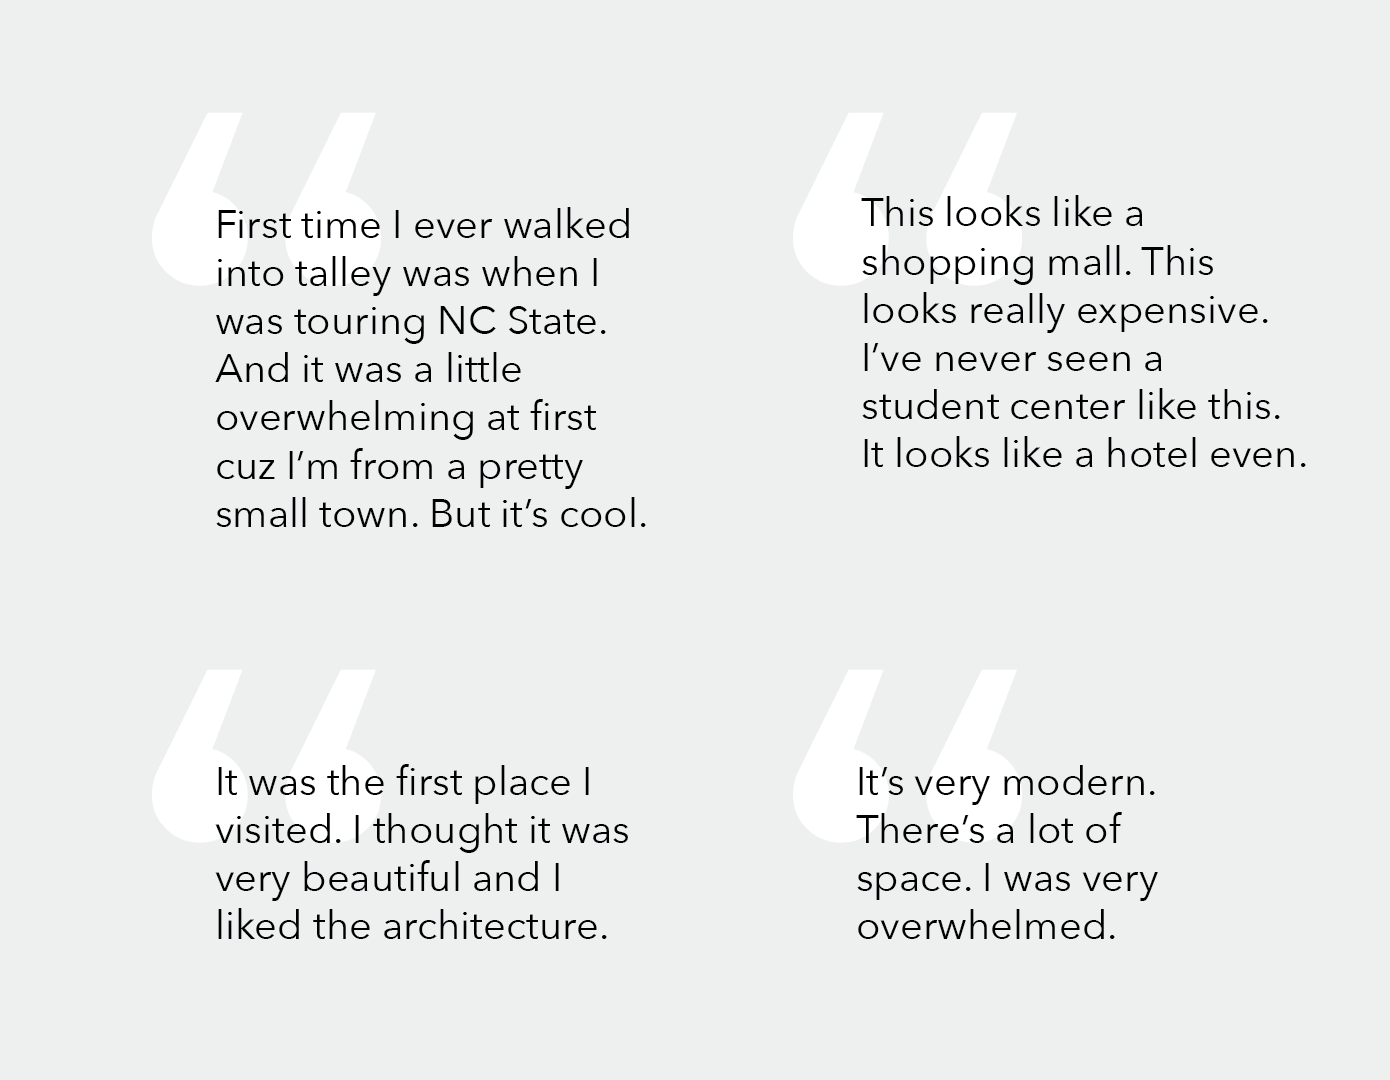 First time I ever walked
into talley was when I
was touring NC State.
And it was a little
overwhelming at first
cuz I’m from a pretty
small town. But it’s cool.
This looks like a
shopping mall. This
looks really expensive.
I’ve never seen a
student center like this.
It looks like a hotel even.
It was the first place I
visited. I thought it was
very beautiful and I
liked the architecture.
It’s very modern.
There’s a lot of
space. I was very
overwhelmed.